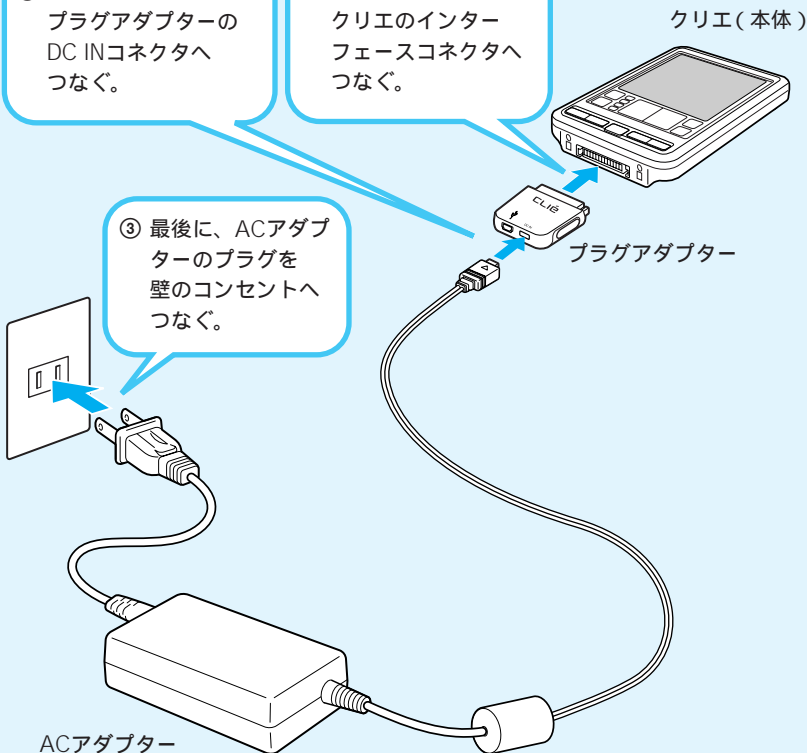 プラグアダプターの
DC INコネクタへ
つなぐ。
クリエのインター
フェースコネクタへ
つなぐ。
クリエ(本体)
CLIÉ
プラグアダプター
③ 最後に、ACアダプ
ターのプラグを
壁のコンセントへ
つなぐ。
ACアダプター